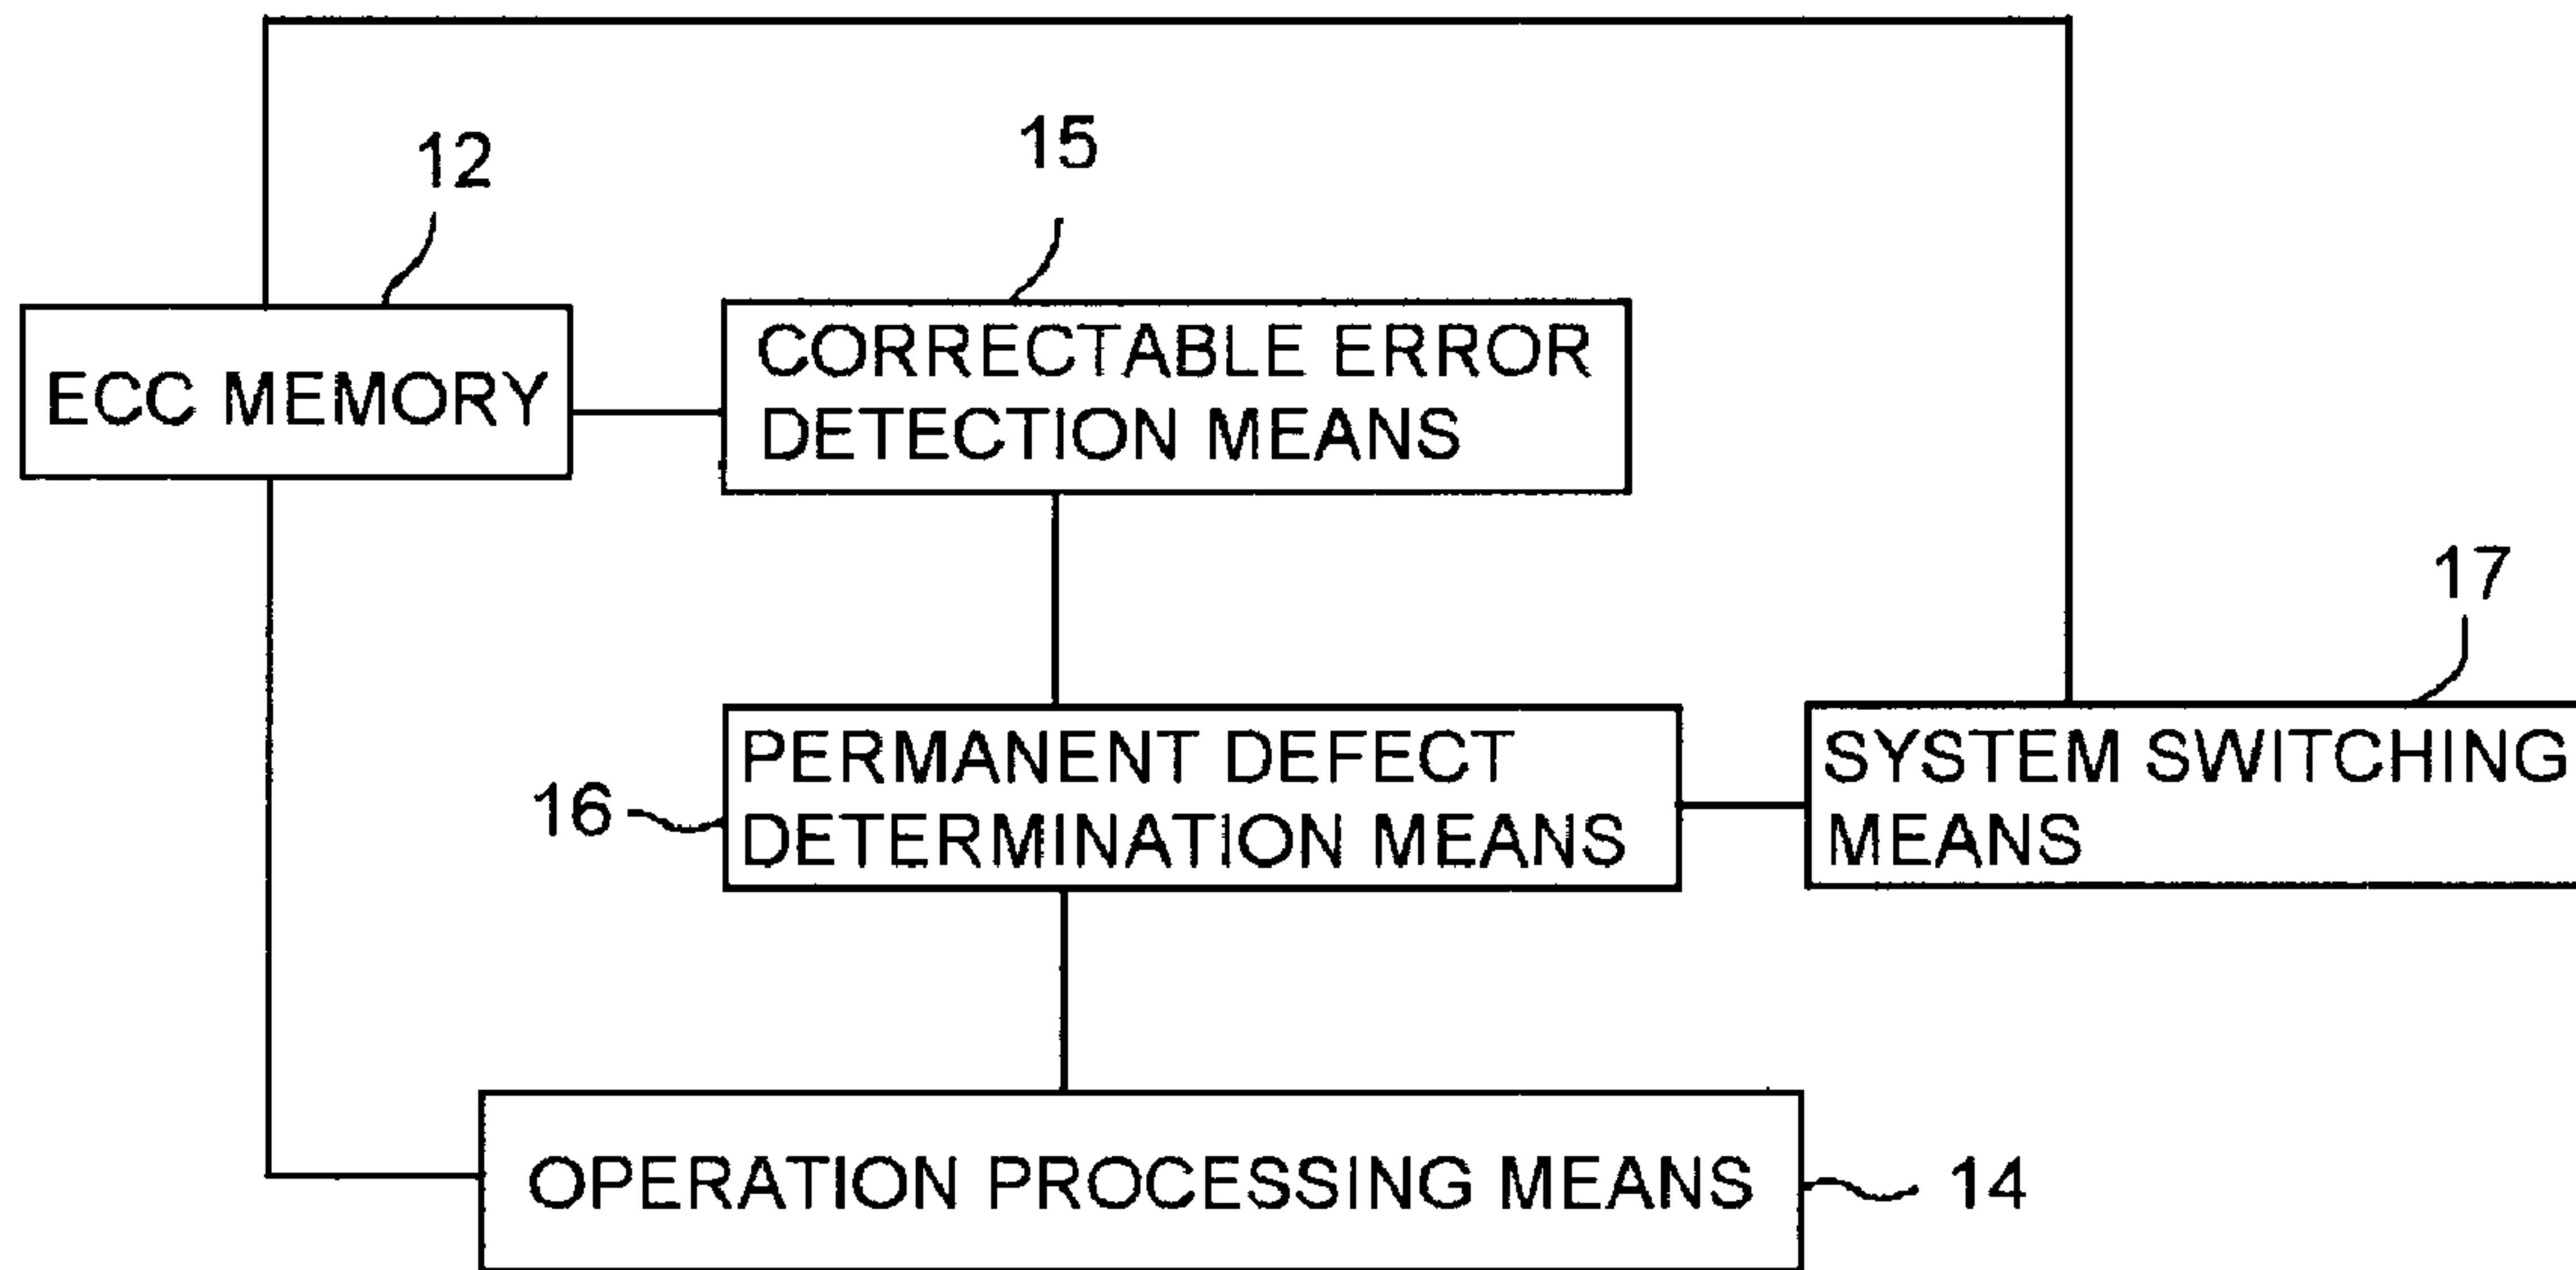 12
15
ECC MEMORY
CORRECTABLE ERROR
DETECTION MEANS
17
16
PERMANENT DEFECT
DETERMINATION MEANS
SYSTEM SWITCHING
MEANS
OPERATION PROCESSING MEANS
14